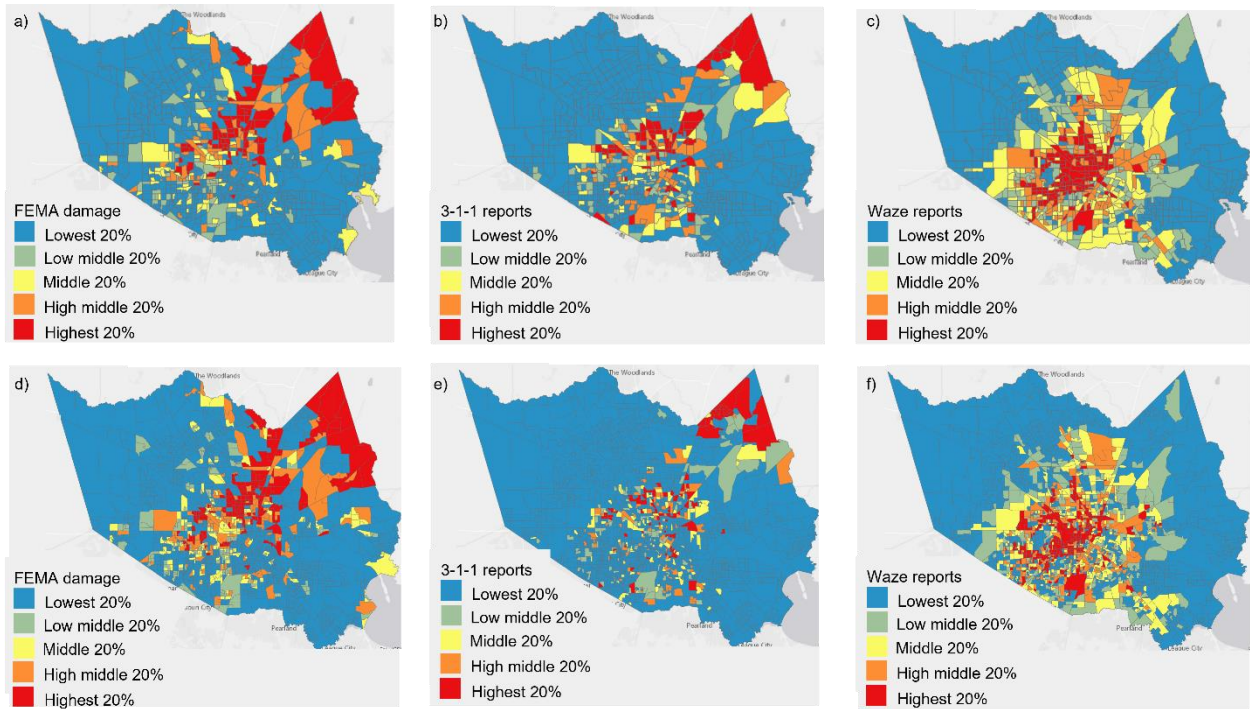 a)
The Woodlands
FEMA damage
Lowest 20%
Low middle 20%
Middle 20%
High middle 20%
Highest 20%
Pearland
League City
b)
The Woodlands
3-1-1 reports
Lowest 20%
Low middle 20%
Middle 20%
High middle 20%
Highest 20%
Pearland
League City
c)
The Woodlands
Waze reports
Lowest 20%
Low middle 20%
Middle 20%
High middle 20%
Highest 20%
League City
d)
The Woodlands
FEMA damage
Lowest 20%
Low middle 20%
Middle 20%
High middle 20%
Highest 20%
Pearland
League City
e)
The Woodlands
3-1-1 reports
Lowest 20%
Low middle 20%
Middle 20%
High middle 20%
Highest 20%
City
Pearland
League City
f)
The Woodlands
Waze reports
Lowest 20%
Low middle 20%
Middle 20%
High middle 20%
Highest 20%
Pearland
League City